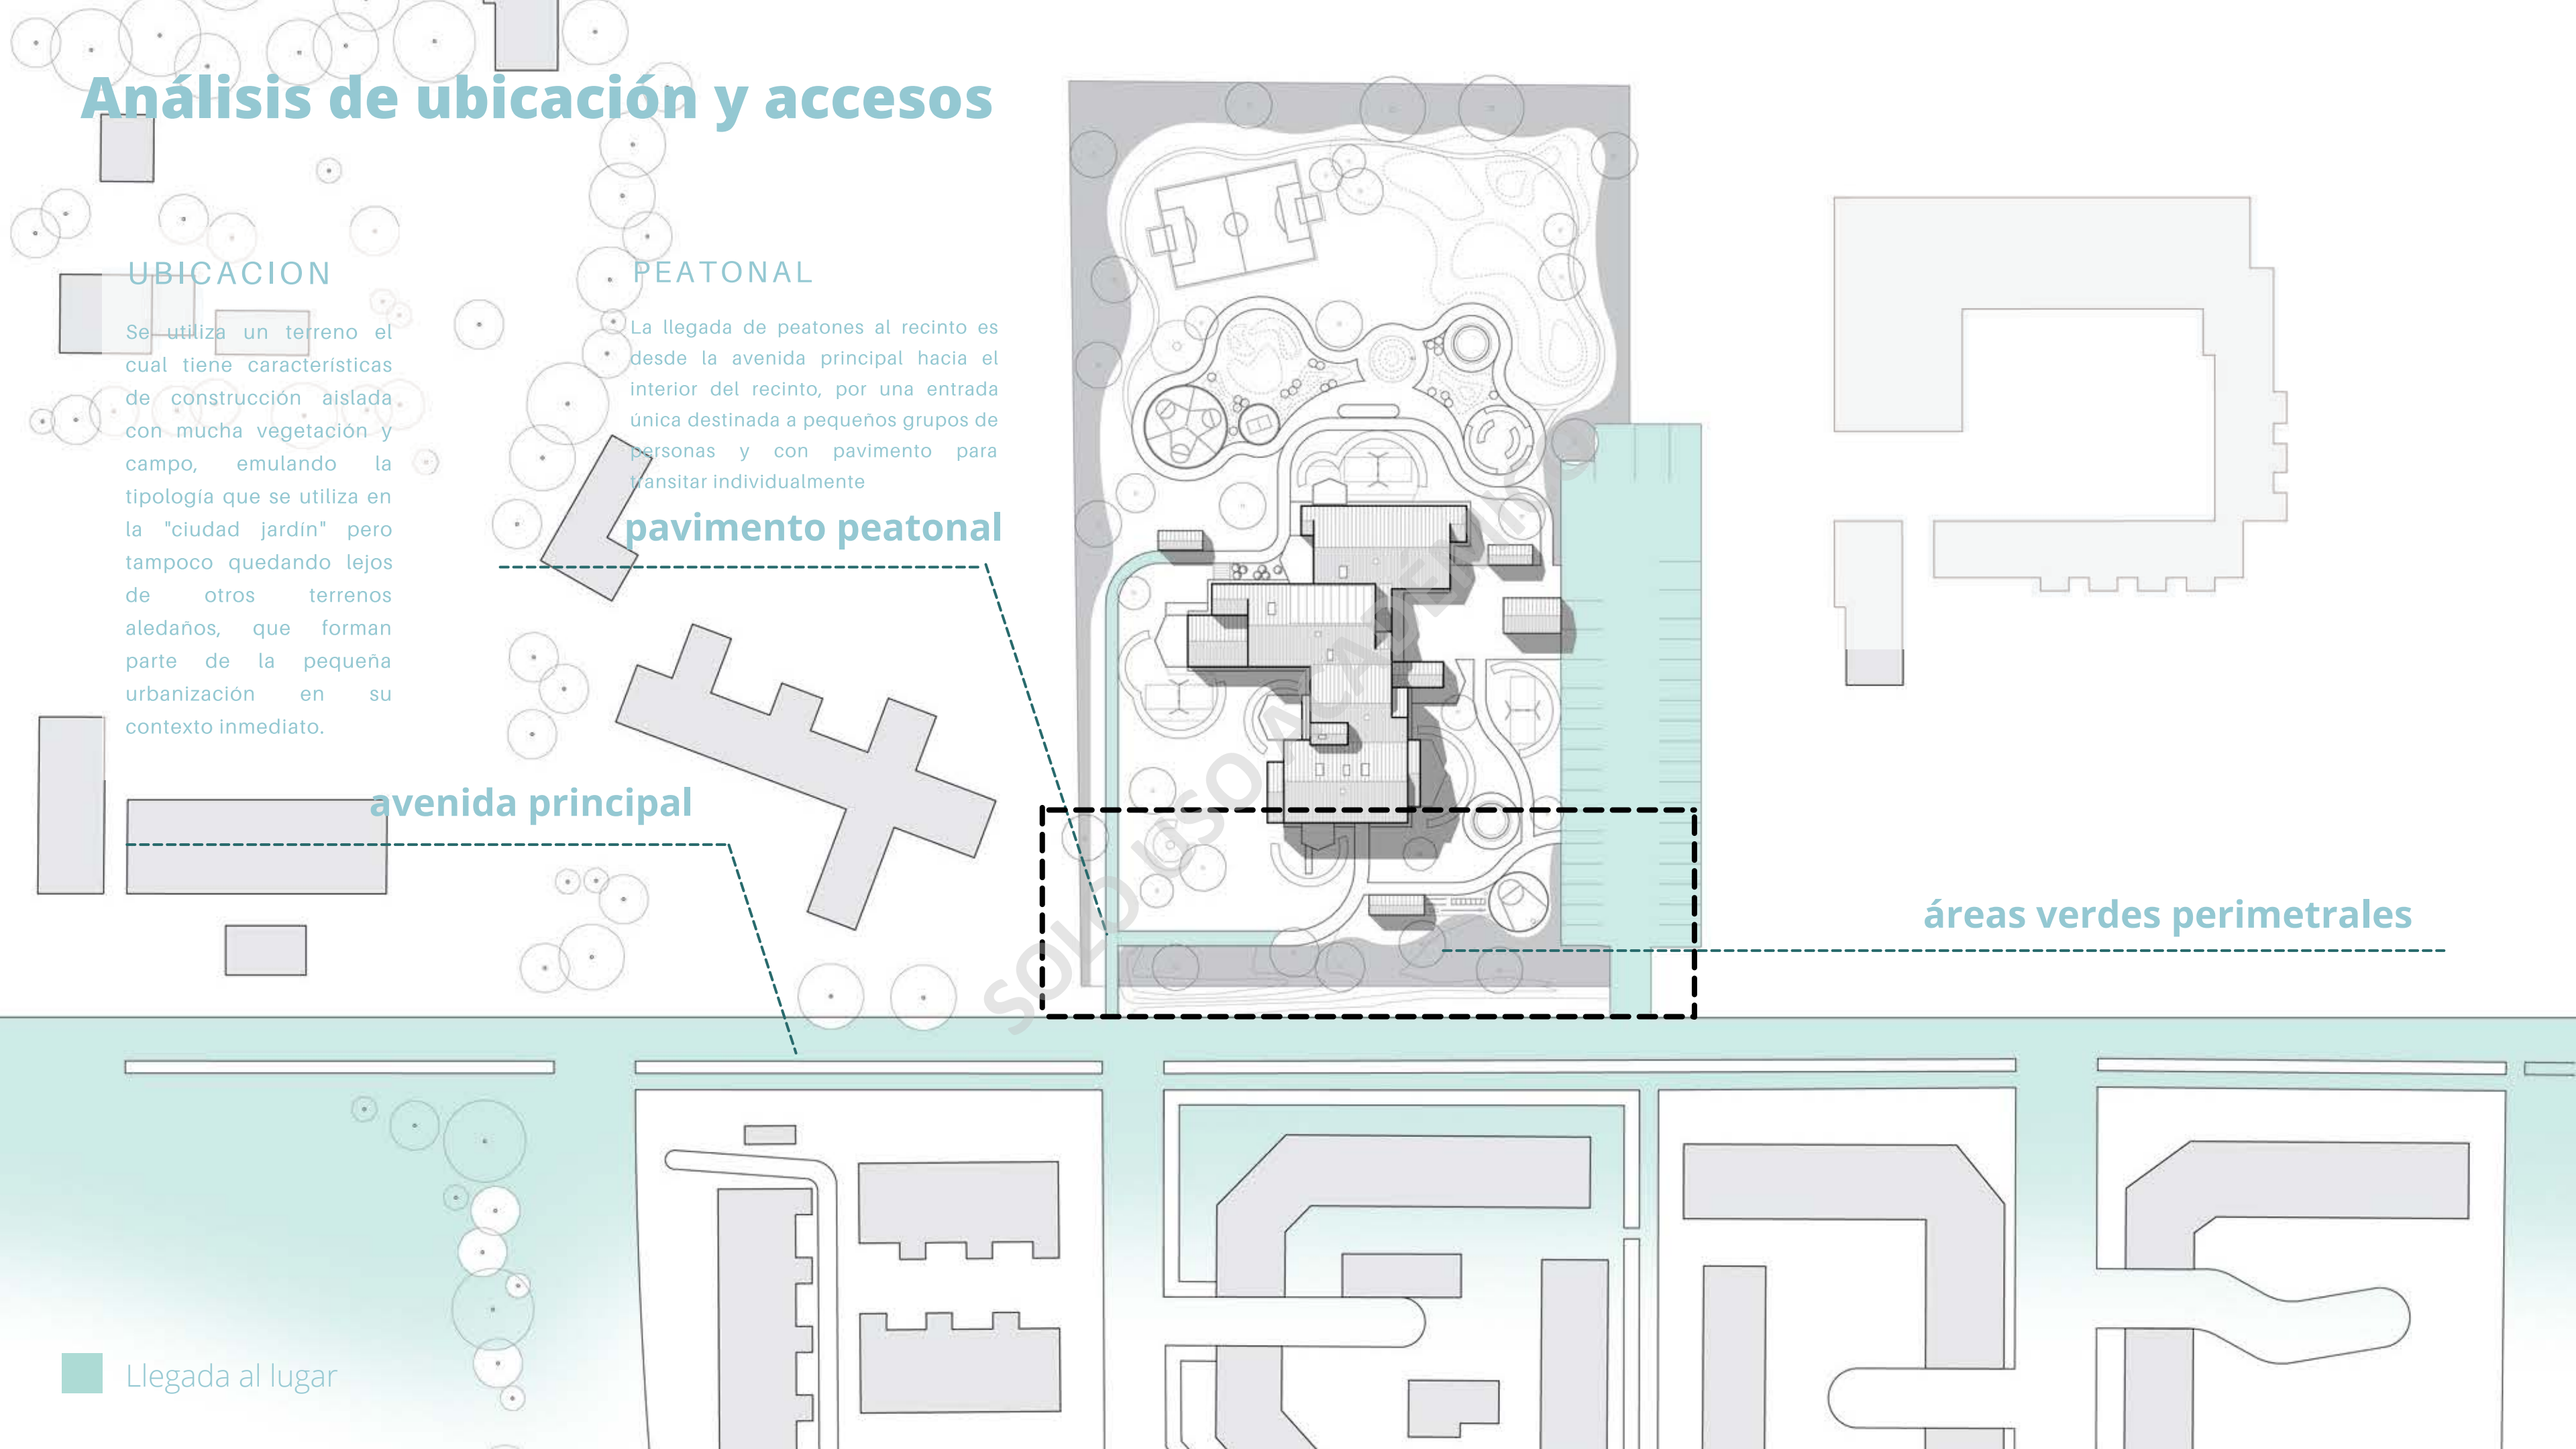 Análisis de ubicación y accesos
UBICACION
Se utiliza un terreno el
cual tiene características
de construcción aislada
con mucha vegetación y
campo, emulando la
tipología que se utiliza en
la "ciudad jardín" pero
tampoco quedando lejos
de otros terrenos
aledaños, que forman
parte de la pequeña
urbanización en su
contexto inmediato.
PEATONAL
La llegada de peatones al recinto es
desde la avenida principal hacia el
interior del recinto, por una entrada
única destinada a pequeños grupos de
personas y con pavimento para
transitar individualmente
pavimento peatonal
avenida principal
áreas verdes perimetrales
SOLO USO ACADÉMICO
Llegada al lugar